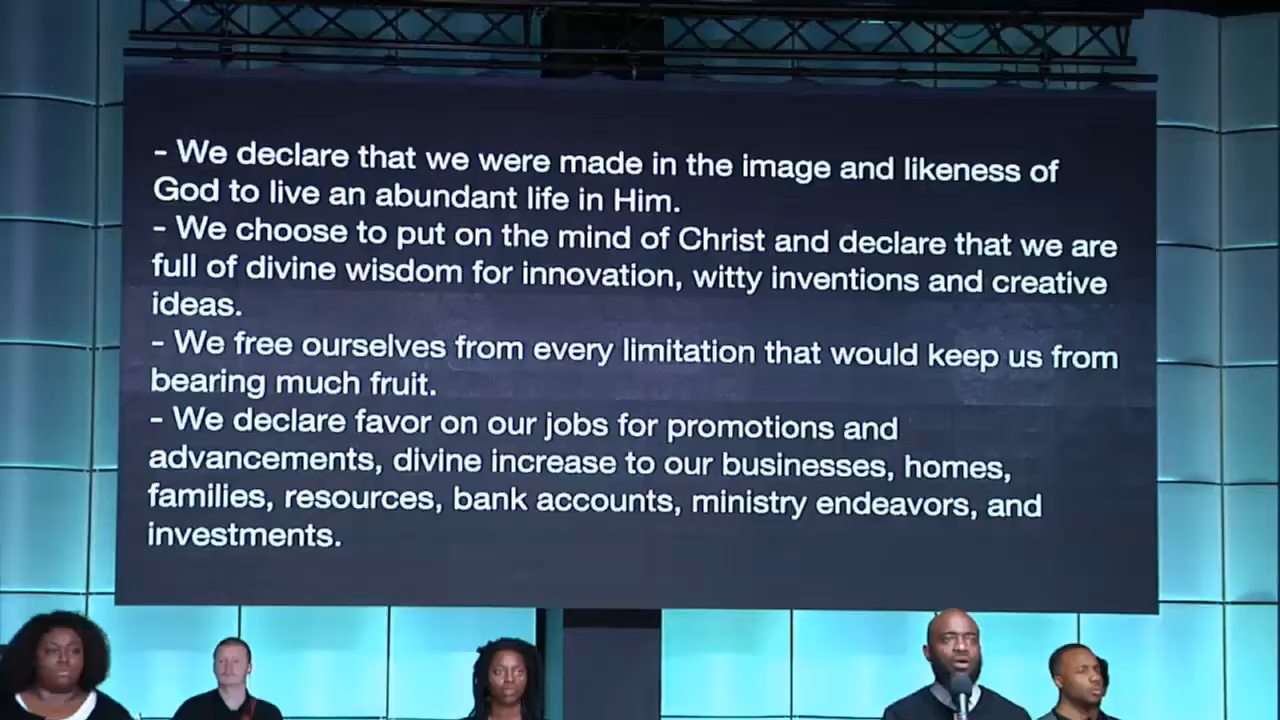 - We declare that we were made in the image and likeness of
God to live an abundant life in Him.
- We choose to put on the mind of Christ and declare that we are
full of divine wisdom for innovation, witty inventions and creative
ideas.
- We free ourselves from every limitation that would keep us from
bearing much fruit.
- We declare favor on our jobs for promotions and
advancements, divine increase to our businesses, homes,
families, resources, bank accounts, ministry endeavors, and
investments.